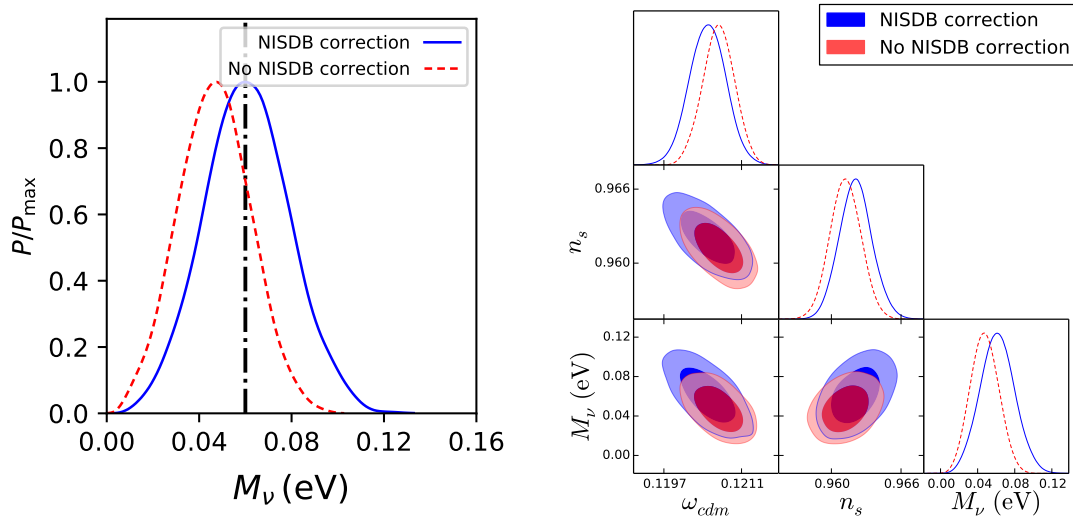 NISDB correction
No NISDB correction
P/P_max
1.0
0.8
0.6
0.4
0.2
0.0
0.00 0.04 0.08 0.12 0.16
M_ν (eV)
NISDB correction
No NISDB correction
n_s
0.966
0.960
M_ν (eV)
0.12
0.08
0.04
0.00
0.1197 0.1211
0.960 0.966
0.00 0.04 0.08 0.12
ω_cdm
n_s
M_ν (eV)